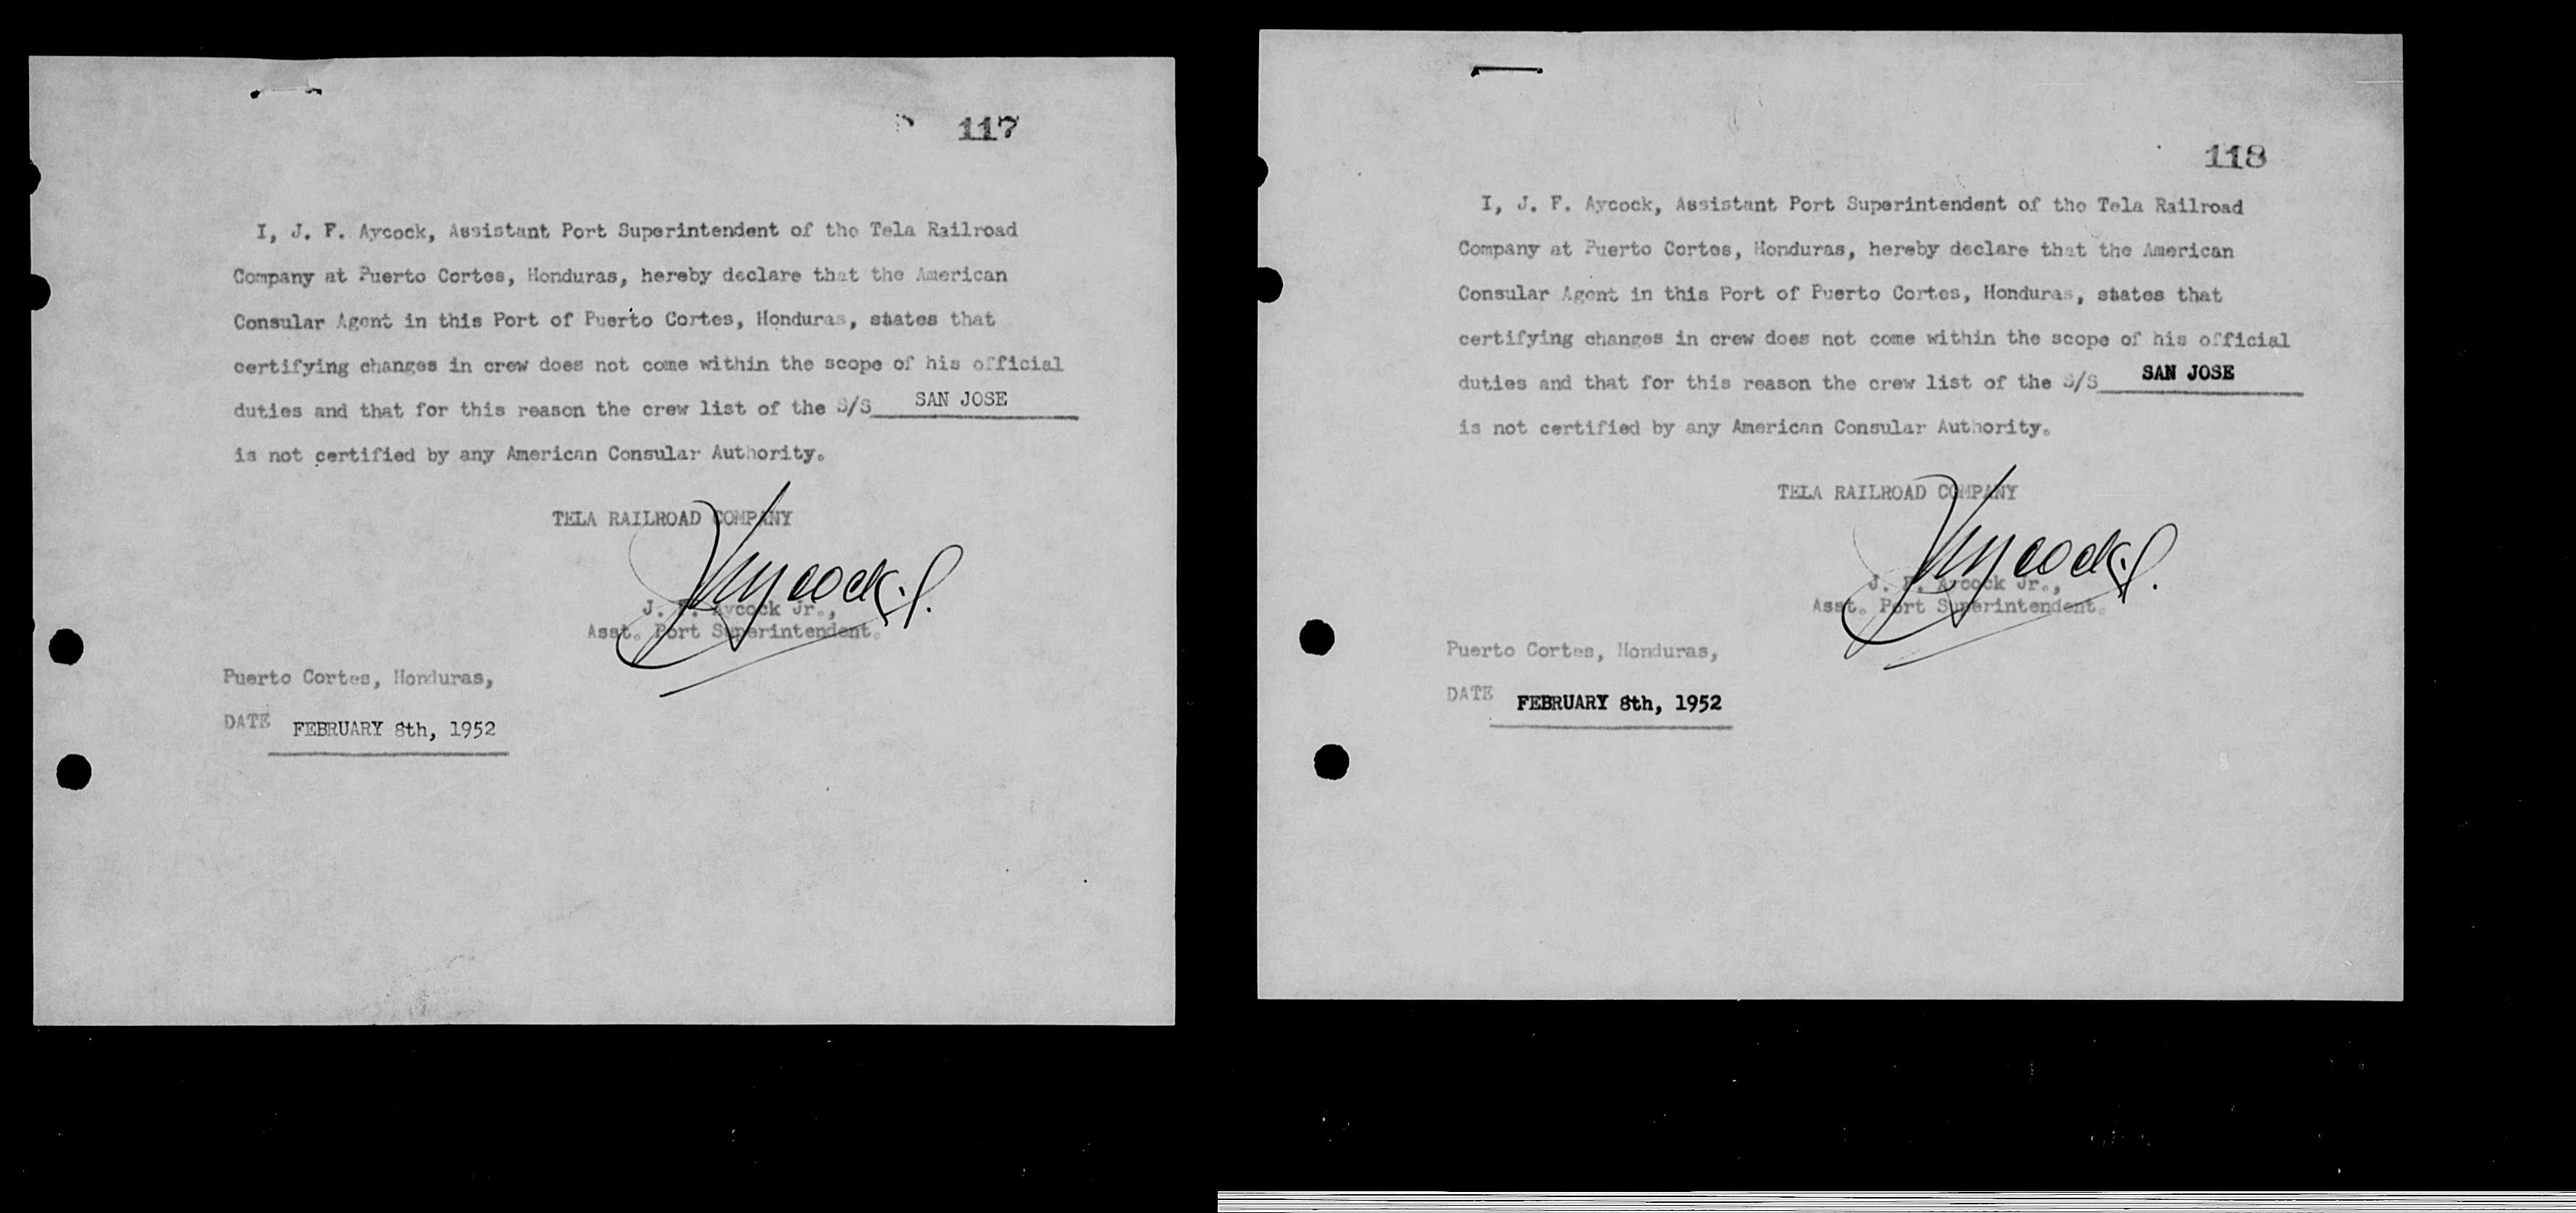 117
I, J. F. Aycock, Assistant Port Superintendent of the Tela Railroad
Company at Puerto Cortes, Honduras, hereby declare that the American
Consular Agent in this Port of Puerto Cortes, Honduras, states that
certifying changes in crew does not come within the scope of his official
duties and that for this reason the crew list of the S/S SAN JOSE
is not certified by any American Consular Authority.
TELA RAILROAD COMPANY
Aycock Jr.
J. F. Aycock Jr.,
Asst. Port Superintendent.
Puerto Cortes, Honduras,
DATE FEBRUARY 8th, 1952
118
I, J. F. Aycock, Assistant Port Superintendent of the Tela Railroad
Company at Puerto Cortes, Honduras, hereby declare that the American
Consular Agent in this Port of Puerto Cortes, Honduras, states that
certifying changes in crew does not come within the scope of his official
duties and that for this reason the crew list of the S/S SAN JOSE
is not certified by any American Consular Authority.
TELA RAILROAD COMPANY
Aycock Jr.
J. F. Aycock Jr.,
Asst. Port Superintendent.
Puerto Cortes, Honduras,
DATE FEBRUARY 8th, 1952